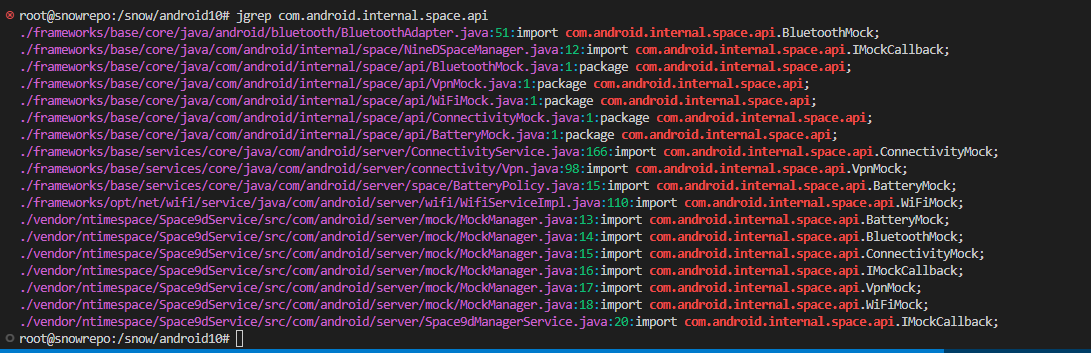 root@snowrepo:/snow/android10# jgrep com.android.internal.space.api
./frameworks/base/core/java/android/bluetooth/BluetoothAdapter.java:51:import com.android.internal.space.api.BluetoothMock;
./frameworks/base/core/java/com/android/internal/space/NineDSpaceManager.java:12:import com.android.internal.space.api.IMockCallback;
./frameworks/base/core/java/com/android/internal/space/api/BluetoothMock.java:1:package com.android.internal.space.api;
./frameworks/base/core/java/com/android/internal/space/api/VpnMock.java:1:package com.android.internal.space.api;
./frameworks/base/core/java/com/android/internal/space/api/WiFiMock.java:1:package com.android.internal.space.api;
./frameworks/base/core/java/com/android/internal/space/api/ConnectivityMock.java:1:package com.android.internal.space.api;
./frameworks/base/core/java/com/android/internal/space/api/BatteryMock.java:1:package com.android.internal.space.api;
./frameworks/base/services/core/java/com/android/server/ConnectivityService.java:166:import com.android.internal.space.api.ConnectivityMock;
./frameworks/base/services/core/java/com/android/server/connectivity/Vpn.java:98:import com.android.internal.space.api.VpnMock;
./frameworks/base/services/core/java/com/android/server/space/BatteryPolicy.java:15:import com.android.internal.space.api.BatteryMock;
./frameworks/opt/net/wifi/service/java/com/android/server/wifi/WifiServiceImpl.java:110:import com.android.internal.space.api.WiFiMock;
./vendor/ntimespace/Space9dService/src/com/android/server/mock/MockManager.java:13:import com.android.internal.space.api.BatteryMock;
./vendor/ntimespace/Space9dService/src/com/android/server/mock/MockManager.java:14:import com.android.internal.space.api.BluetoothMock;
./vendor/ntimespace/Space9dService/src/com/android/server/mock/MockManager.java:15:import com.android.internal.space.api.ConnectivityMock;
./vendor/ntimespace/Space9dService/src/com/android/server/mock/MockManager.java:16:import com.android.internal.space.api.IMockCallback;
./vendor/ntimespace/Space9dService/src/com/android/server/mock/MockManager.java:17:import com.android.internal.space.api.VpnMock;
./vendor/ntimespace/Space9dService/src/com/android/server/mock/MockManager.java:18:import com.android.internal.space.api.WiFiMock;
./vendor/ntimespace/Space9dService/src/com/android/server/Space9dManagerService.java:20:import com.android.internal.space.api.IMockCallback;
root@snowrepo:/snow/android10#